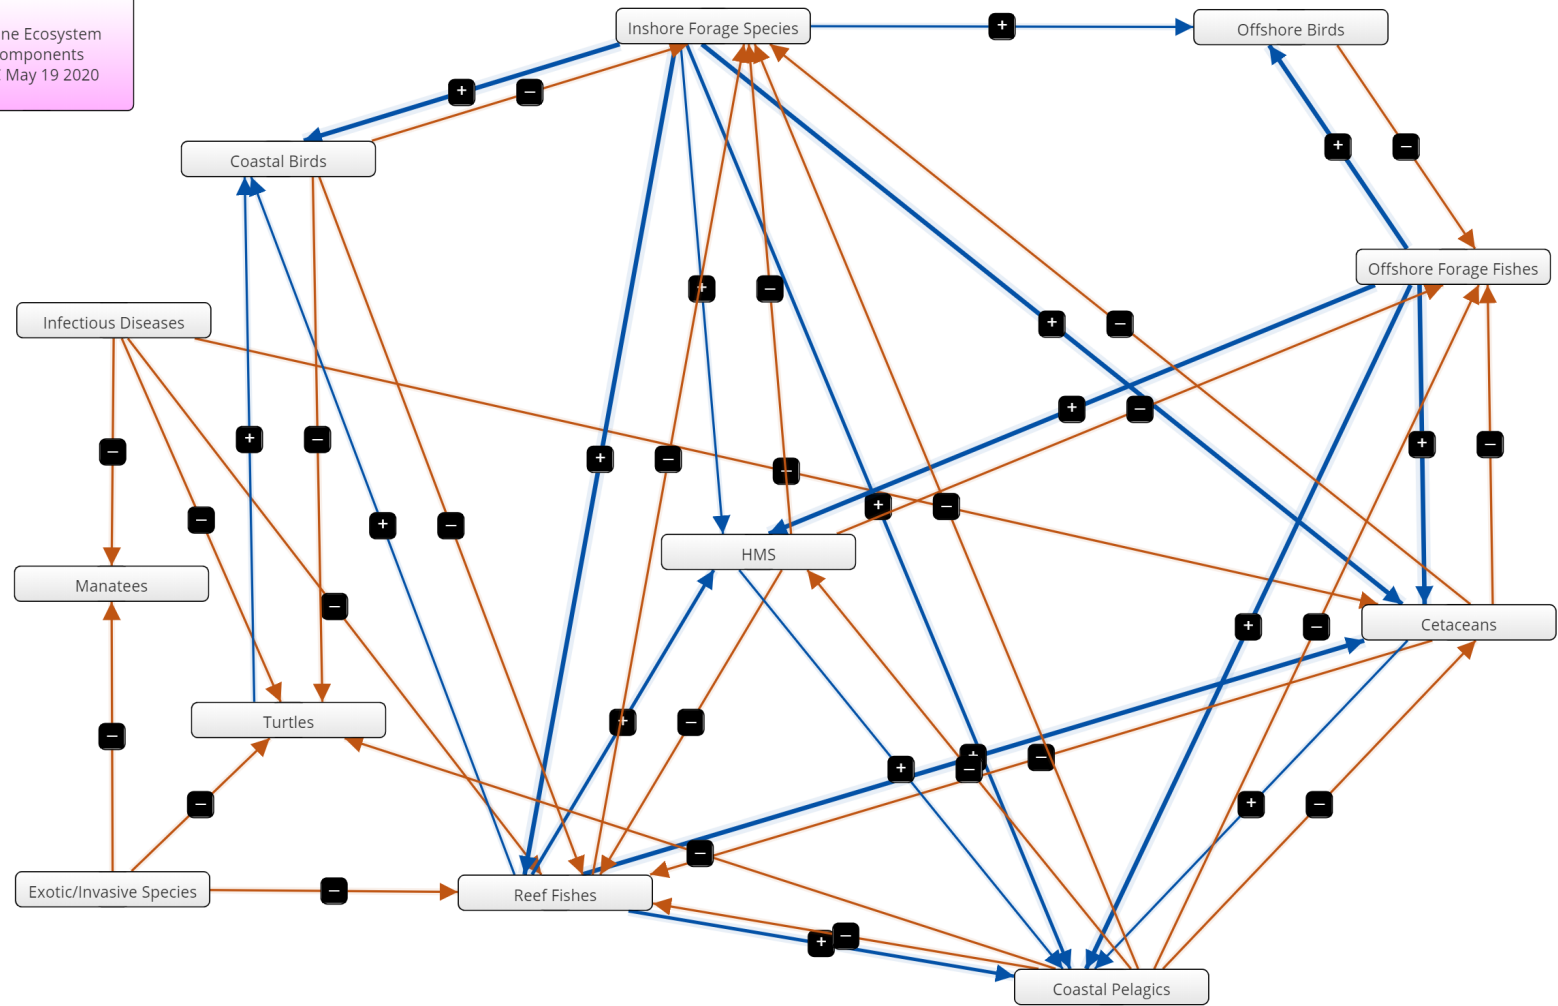 ne Ecosystem
omponents
May 19 2020
Inshore Forage Species
+
Offshore Birds
+
−
+
−
Coastal Birds
Offshore Forage Fishes
+
−
Infectious Diseases
+
−
+
−
−
+
−
+
−
+
−
−
−
+
−
+
−
HMS
Manatees
−
Cetaceans
+
−
Turtles
+
−
−
+
−
+
−
−
+
−
−
Exotic/Invasive Species
−
Reef Fishes
+
−
Coastal Pelagics